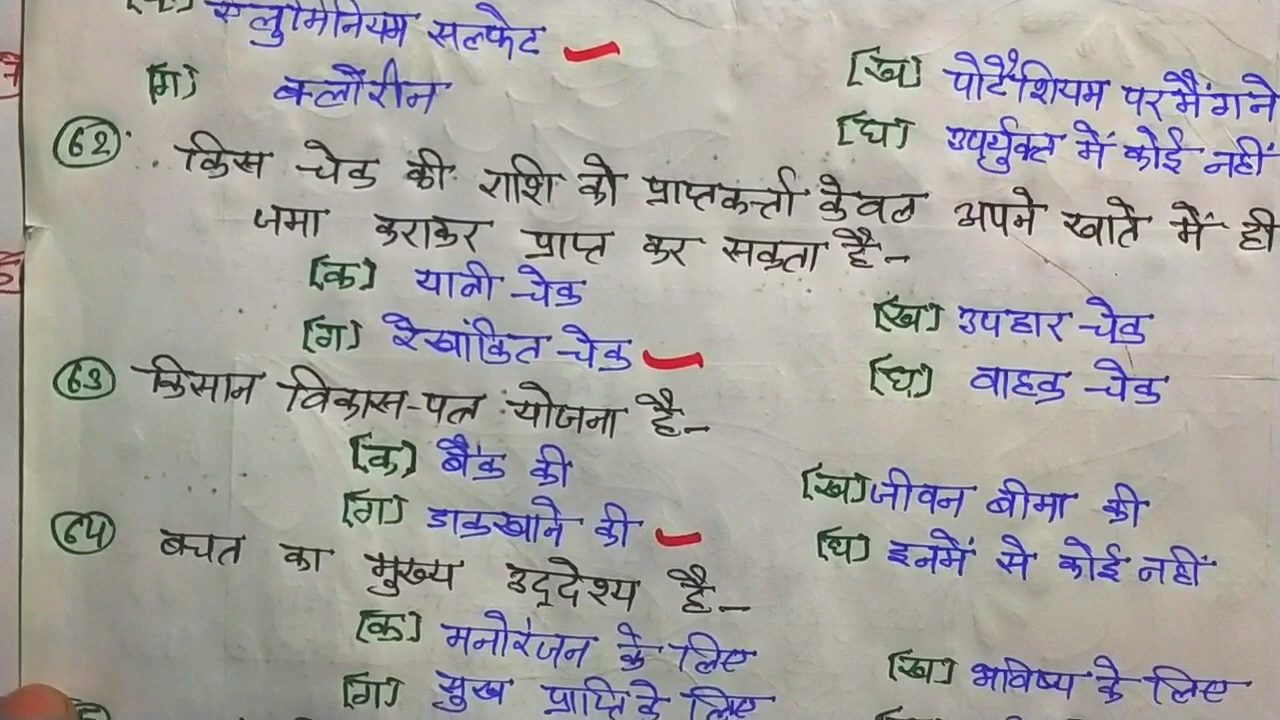 एलुमिनियम सल्फेट
(ख) पोटैशियम परमैंगने
(ग) क्लोरीन
(घ) उपर्युक्त में कोई नहीं
62 किस चेक की राशि को प्राप्तकर्त्ता केवल अपने खाते में ही
जमा कराकर प्राप्त कर सकता है-
(क) यात्री चेक
(ख) उपहार चेक
(ग) रेखांकित चेक
(घ) वाहक चेक
63 किसान विकास-पत्र योजना है-
(क) बैंक की
(ख) जीवन बीमा की
(ग) डाकखाने की
(घ) इनमें से कोई नहीं
64 बचत का मुख्य उद्देश्य है-
(क) मनोरंजन के लिए
(ख) भविष्य के लिए
(ग) सुख प्राप्ति के लिए